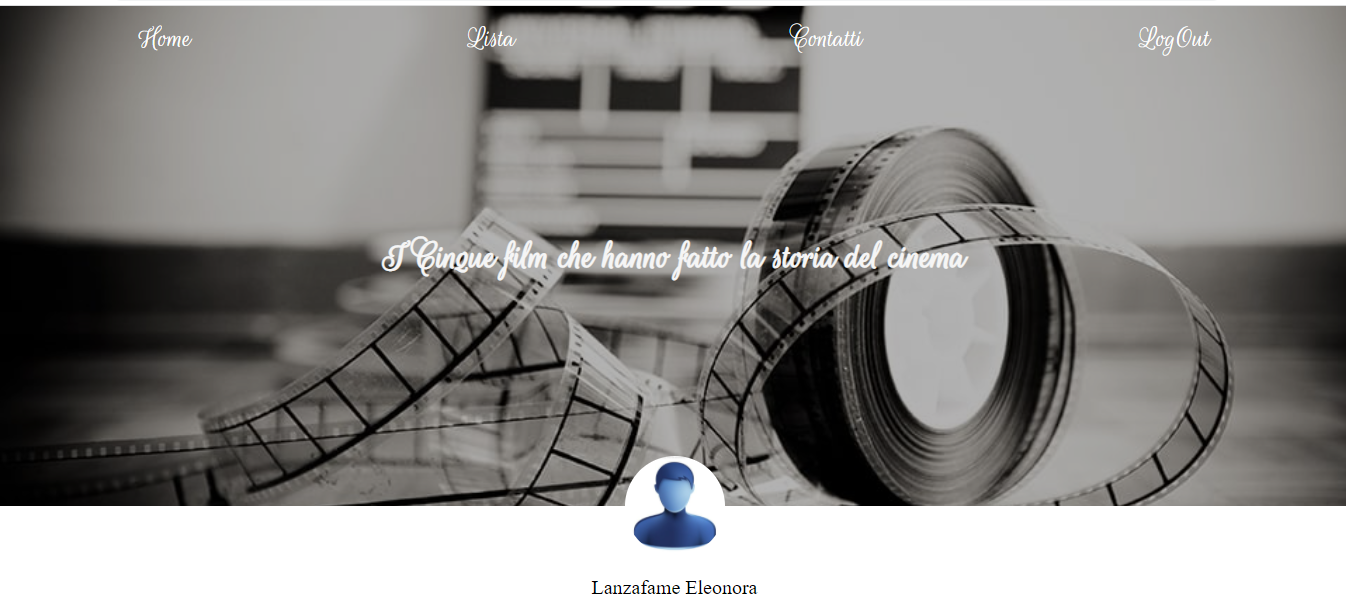 Home Lista Contatti LogOut
I Cinque film che hanno fatto la storia del cinema
Lanzafame Eleonora